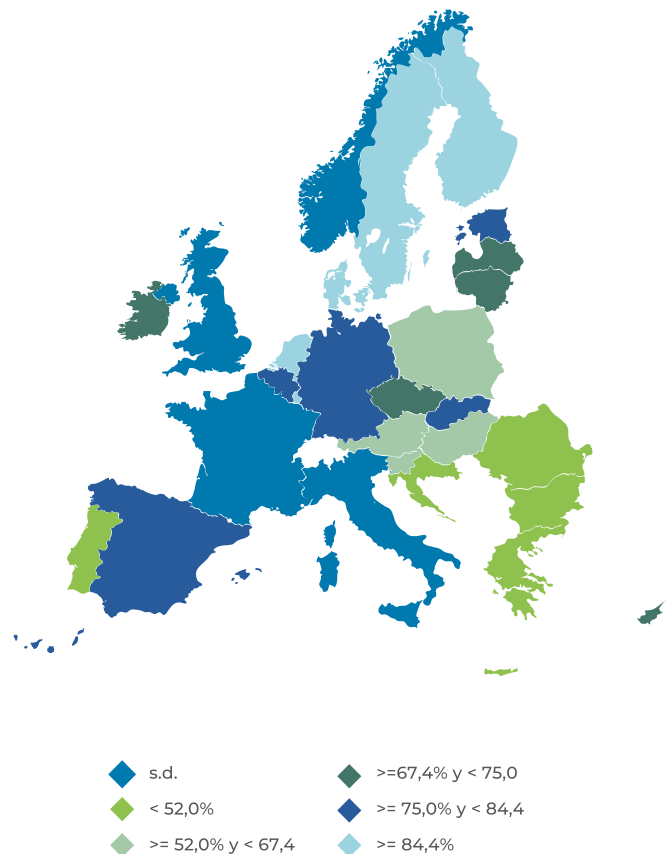 s.d.
< 52,0%
>= 52,0% y < 67,4
>=67,4% y < 75,0
>= 75,0% y < 84,4
>= 84,4%